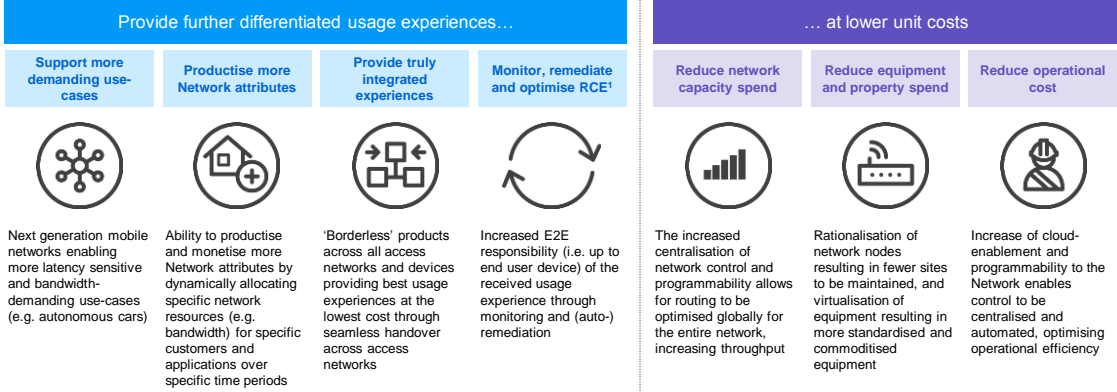 Provide further differentiated usage experiences…
… at lower unit costs
Support more
demanding use-
cases
Productise more
Network attributes
Provide truly
integrated
experiences
Monitor, remediate
and optimise RCE¹
Reduce network
capacity spend
Reduce equipment
and property spend
Reduce operational
cost
Next generation mobile
networks enabling
more latency sensitive
and bandwidth-
demanding use-cases
(e.g. autonomous cars)
Ability to productise
and monetise more
Network attributes by
dynamically allocating
specific network
resources (e.g.
bandwidth) for specific
customers and
applications over
specific time periods
‘Borderless’ products
across all access
networks and devices
providing best usage
experiences at the
lowest cost through
seamless handover
across access
networks
Increased E2E
responsibility (i.e. up to
end user device) of the
received usage
experience through
monitoring and (auto-)
remediation
The increased
centralisation of
network control and
programmability allows
for routing to be
optimised globally for
the entire network,
increasing throughput
Rationalisation of
network nodes
resulting in fewer sites
to be maintained, and
virtualisation of
equipment resulting in
more standardised and
commoditised
equipment
Increase of cloud-
enablement and
programmability to the
Network enables
control to be
centralised and
automated, optimising
operational efficiency